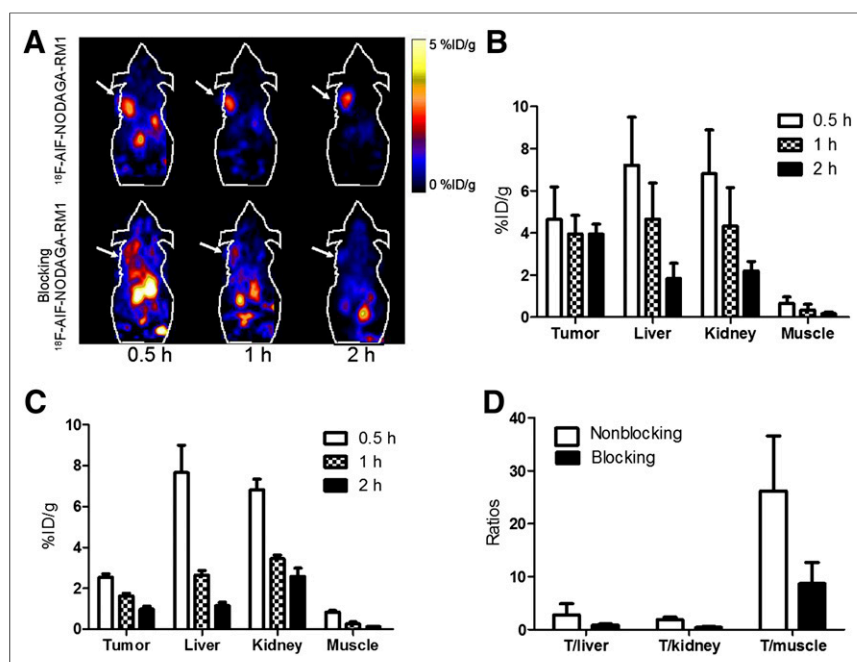 A
¹⁸F-AlF-NODAGA-RM1
Blocking
¹⁸F-AlF-NODAGA-RM1
5 %ID/g
0 %ID/g
0.5 h 1 h 2 h
B
%ID/g
10
8
6
4
2
0
0.5 h
1 h
2 h
Tumor Liver Kidney Muscle
C
%ID/g
10
8
6
4
2
0
0.5 h
1 h
2 h
Tumor Liver Kidney Muscle
D
Ratios
40
30
20
10
0
Nonblocking
Blocking
T/liver T/kidney T/muscle